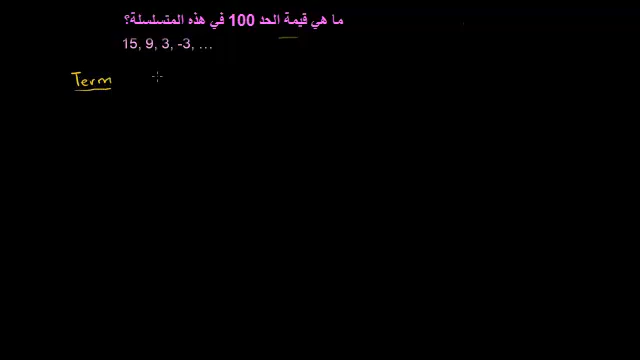 ما هي قيمة الحد 100 في هذه المتسلسلة؟
15, 9, 3, -3, …
Term